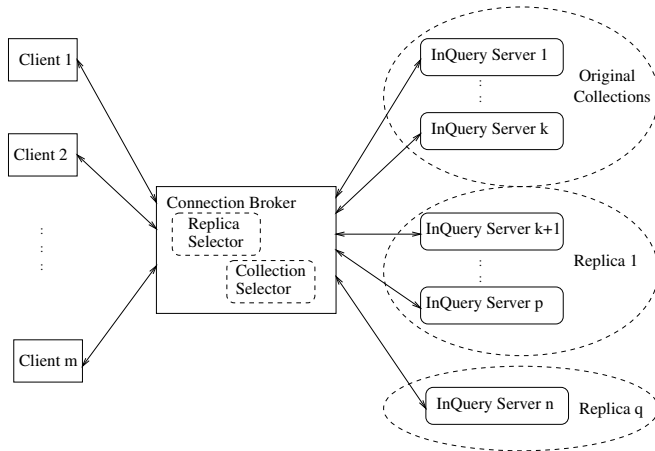 Client 1
Client 2
Client m
Connection Broker
Replica
Selector
Collection
Selector
InQuery Server 1
InQuery Server k
Original
Collections
InQuery Server k+1
InQuery Server p
Replica 1
InQuery Server n
Replica q